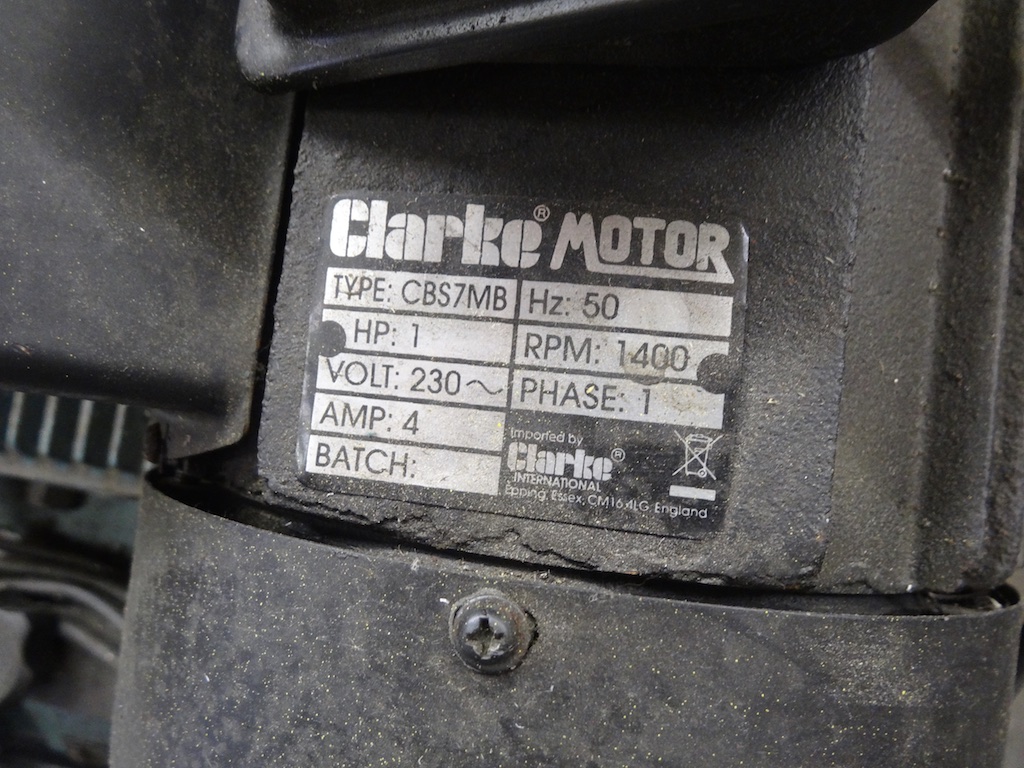 Clarke® MOTOR
TYPE: CBS7MB Hz: 50
HP: 1 RPM: 1400
VOLT: 230~ PHASE: 1
AMP: 4
BATCH:
Imported by
Clarke®
INTERNATIONAL
Epping, Essex, CM16 4LG England